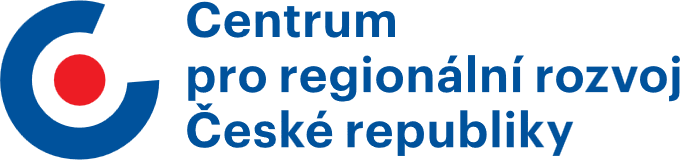 Centrum
pro regionální rozvoj
České republiky